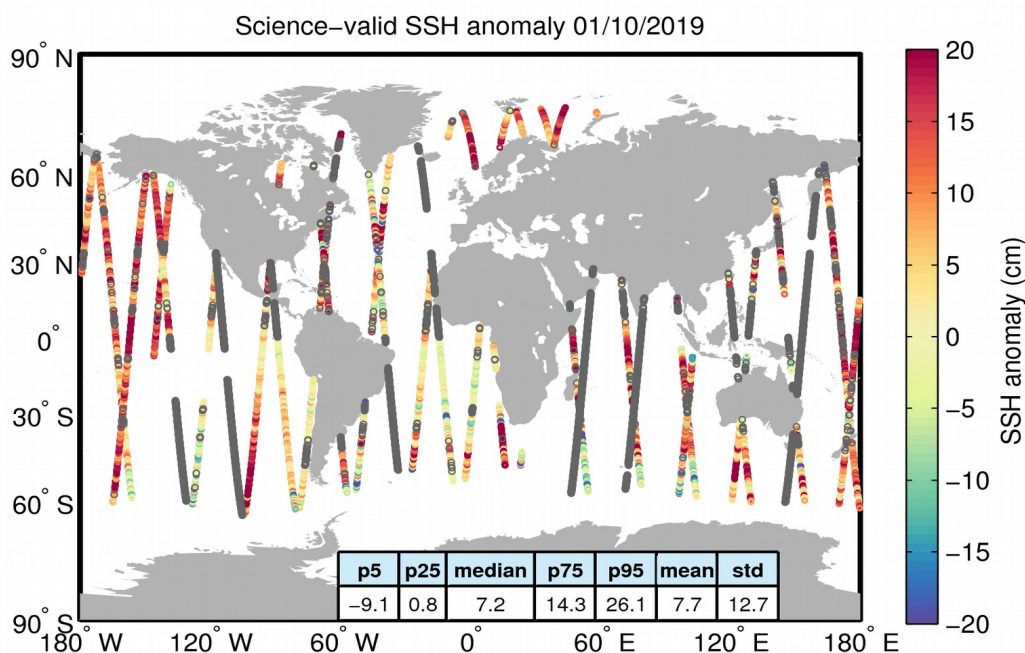 Science−valid SSH anomaly 01/10/2019
90° N
60° N
30° N
0°
30° S
60° S
90° S
180° W
120° W
60° W
0°
60° E
120° E
180° E
p5 p25 median p75 p95 mean std
−9.1 0.8 7.2 14.3 26.1 7.7 12.7
20
15
10
5
0
−5
−10
−15
−20
SSH anomaly (cm)